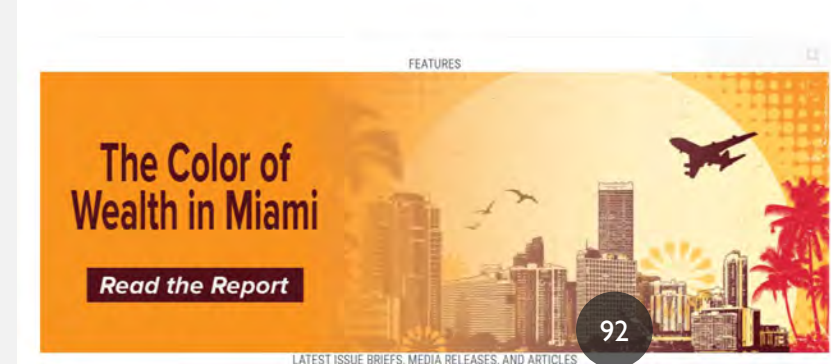 FEATURES
The Color of
Wealth in Miami
Read the Report
92
LATEST ISSUE BRIEFS, MEDIA RELEASES, AND ARTICLES